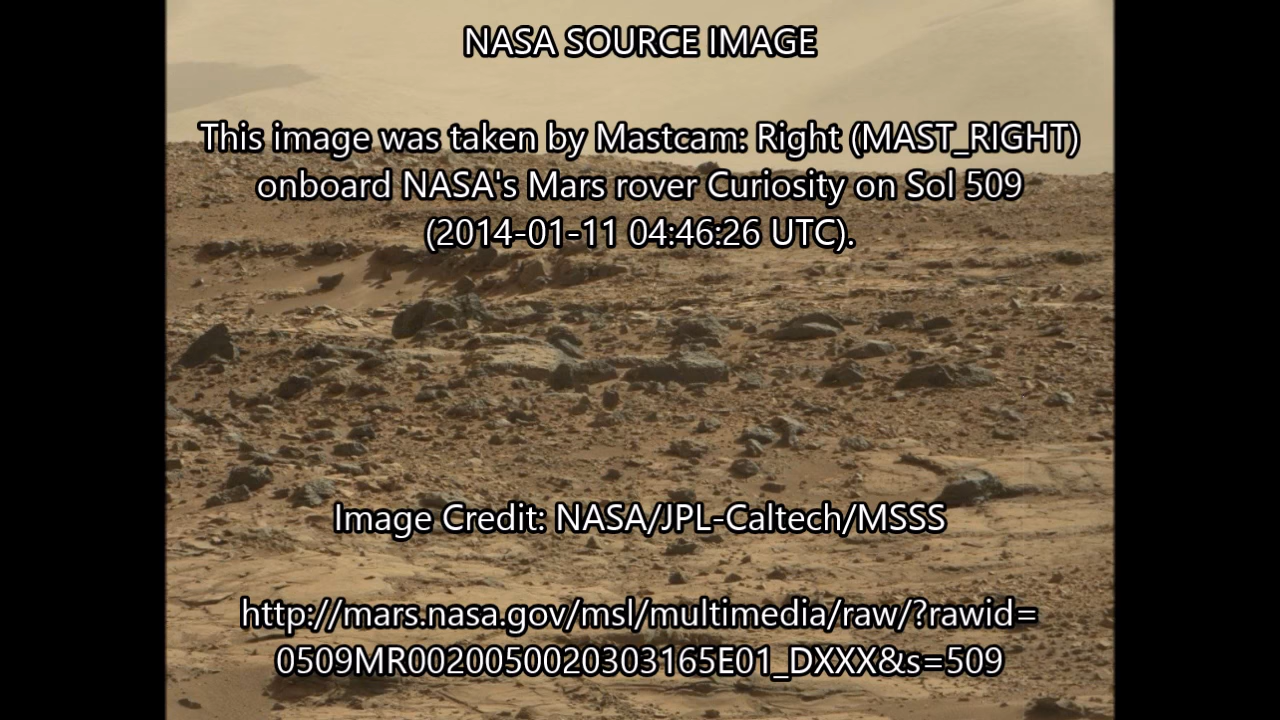 NASA SOURCE IMAGE
This image was taken by Mastcam: Right (MAST_RIGHT)
onboard NASA's Mars rover Curiosity on Sol 509
(2014-01-11 04:46:26 UTC).
Image Credit: NASA/JPL-Caltech/MSSS
http://mars.nasa.gov/msl/multimedia/raw/?rawid=
0509MR0020050020303165E01_DXXX&s=509